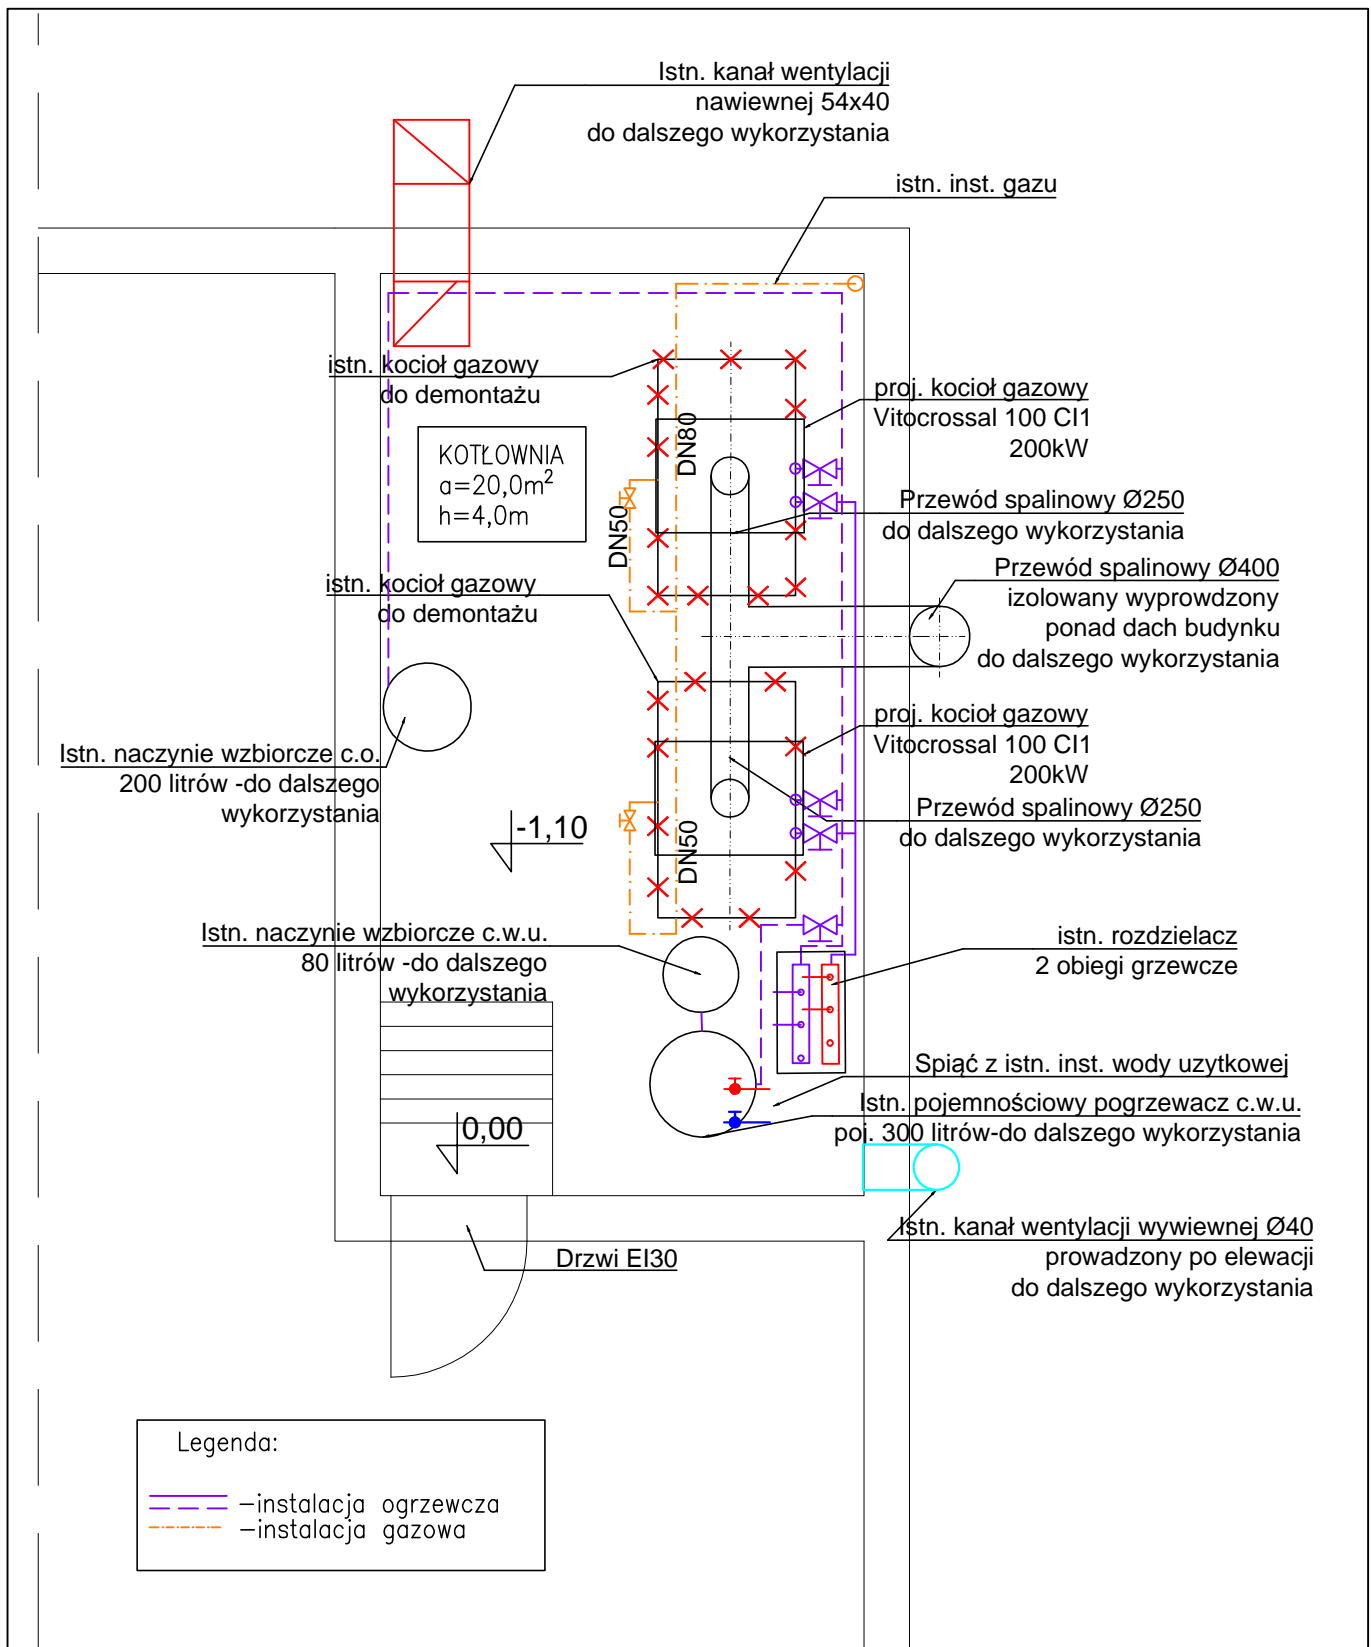 Istn. kanał wentylacji
nawiewnej 54x40
do dalszego wykorzystania
istn. inst. gazu
istn. kocioł gazowy
do demontażu
proj. kocioł gazowy
Vitocrossal 100 CI1
200kW
KOTŁOWNIA
a=20,0m²
h=4,0m
DN80
DN50
Przewód spalinowy Ø250
do dalszego wykorzystania
Przewód spalinowy Ø400
izolowany wyprowdzony
ponad dach budynku
do dalszego wykorzystania
istn. kocioł gazowy
do demontażu
proj. kocioł gazowy
Vitocrossal 100 CI1
200kW
Istn. naczynie wzbiorcze c.o.
200 litrów -do dalszego
wykorzystania
Przewód spalinowy Ø250
do dalszego wykorzystania
-1,10
DN50
Istn. naczynie wzbiorcze c.w.u.
80 litrów -do dalszego
wykorzystania
istn. rozdzielacz
2 obiegi grzewcze
Spiąć z istn. inst. wody uzytkowej
Istn. pojemnościowy pogrzewacz c.w.u.
poj. 300 litrów-do dalszego wykorzystania
0,00
Istn. kanał wentylacji wywiewnej Ø40
prowadzony po elewacji
do dalszego wykorzystania
Drzwi EI30
Legenda:
-instalacja ogrzewcza
-instalacja gazowa